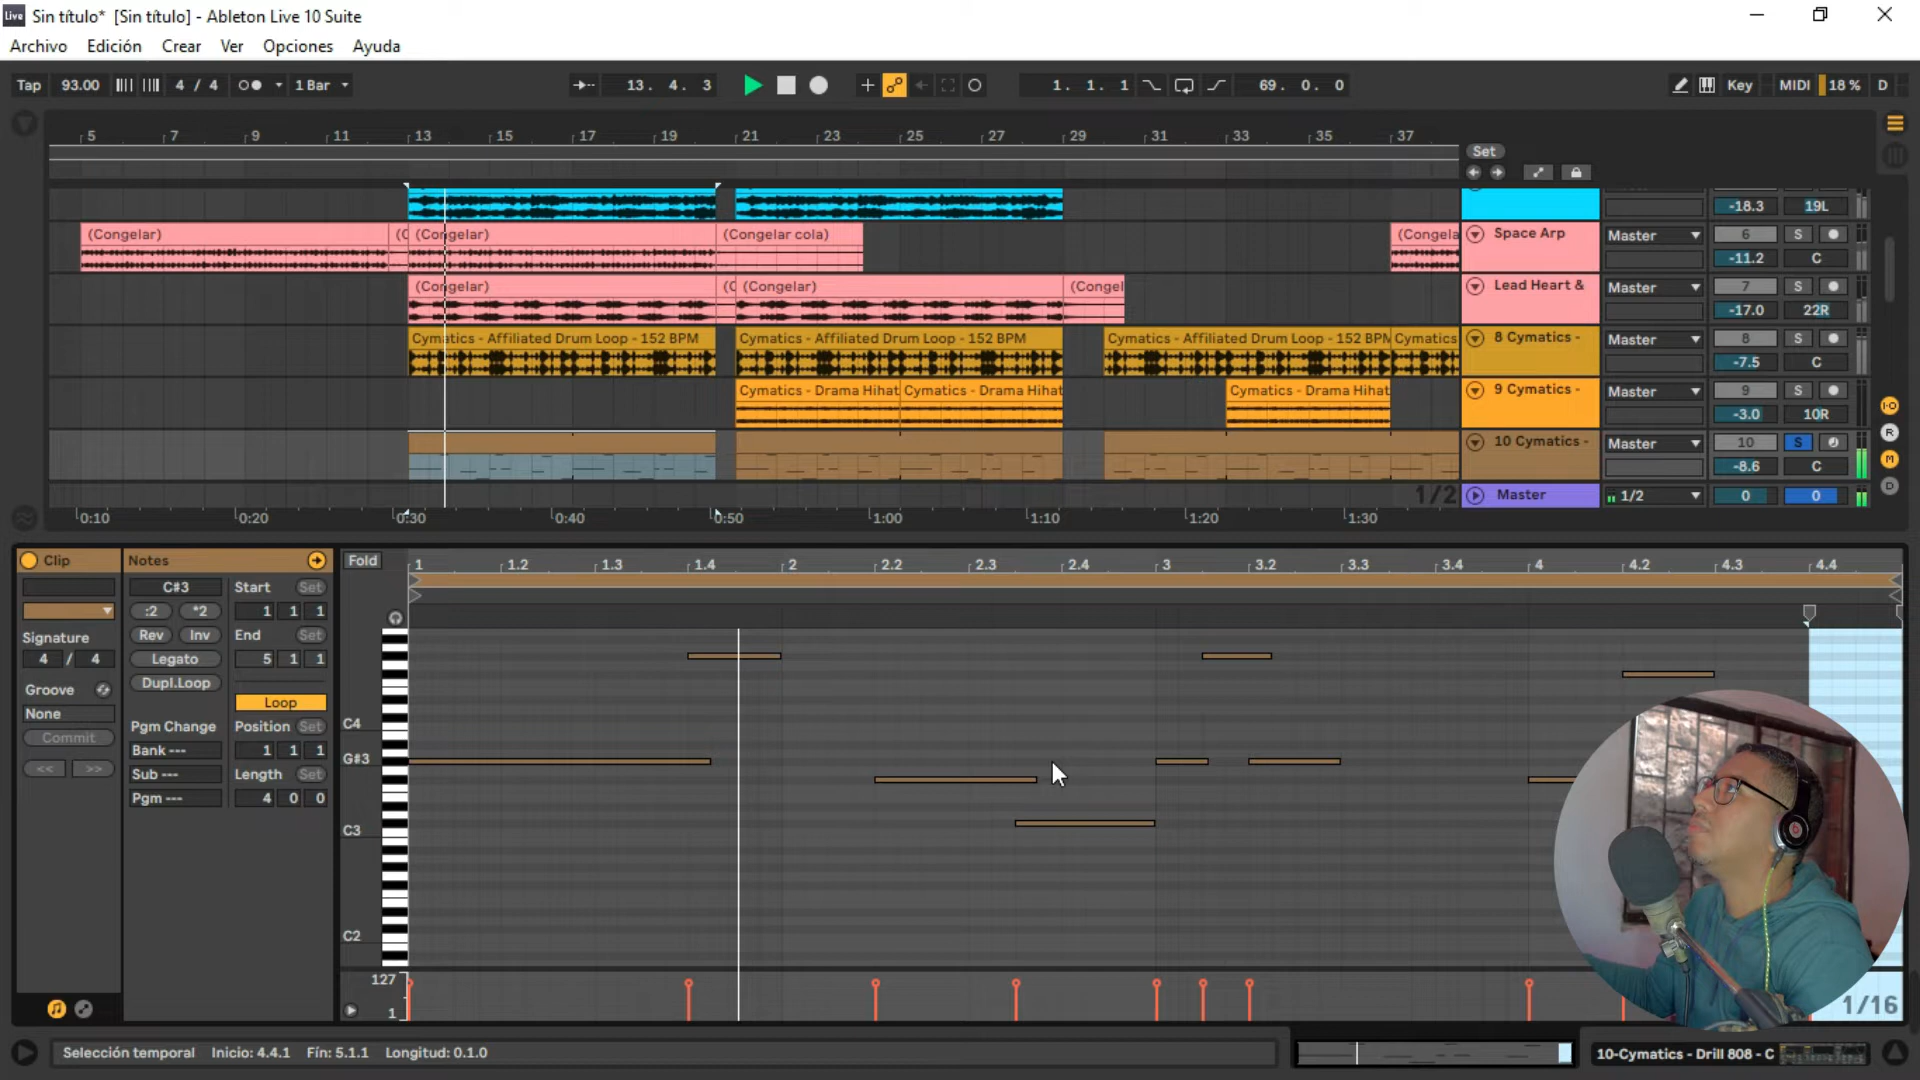 Live Sin título* [Sin título] - Ableton Live 10 Suite
Archivo Edición Crear Ver Opciones Ayuda
Tap 93.00 4 / 4 1 Bar 13. 4. 3 1. 1. 1 69. 0. 0 Key MIDI 18 % D
5 7 9 11 13 15 17 19 21 23 25 27 29 31 33 35 37
Set
-18.3 19L
(Congelar) (C (Congelar) (Congelar cola) (Congela Space Arp Master 6 S
-11.2 C
(Congelar) (C (Congelar) (Congel Lead Heart & Master 7 S
-17.0 22R
Cymatics - Affiliated Drum Loop - 152 BPM Cymatics - Affiliated Drum Loop - 152 BPM Cymatics - Affiliated Drum Loop - 152 BPM Cymatics 8 Cymatics - Master 8 S
-7.5 C
Cymatics - Drama Hihat Cymatics - Drama Hihat Cymatics - Drama Hihat 9 Cymatics - Master 9 S
-3.0 10R
10 Cymatics - Master 10 S
-8.6 C
1/2 Master 1/2 0 0
I-O
R
M
D
0:10 0:20 0:30 0:40 0:50 1:00 1:10 1:20 1:30
Clip Notes Fold 1 1.2 1.3 1.4 2 2.2 2.3 2.4 3 3.2 3.3 3.4 4 4.2 4.3 4.4
C#3 Start Set
:2 *2 1 1 1
Signature Rev Inv End Set
4 / 4 Legato 5 1 1
Groove Dupl.Loop
None Loop
Commit Pgm Change Position Set
Bank --- 1 1 1
<< >> Sub --- Length Set
Pgm --- 4 0 0
C4
G#3
C3
C2
127
1
1/16
Selección temporal Inicio: 4.4.1 Fín: 5.1.1 Longitud: 0.1.0 10-Cymatics - Drill 808 - C